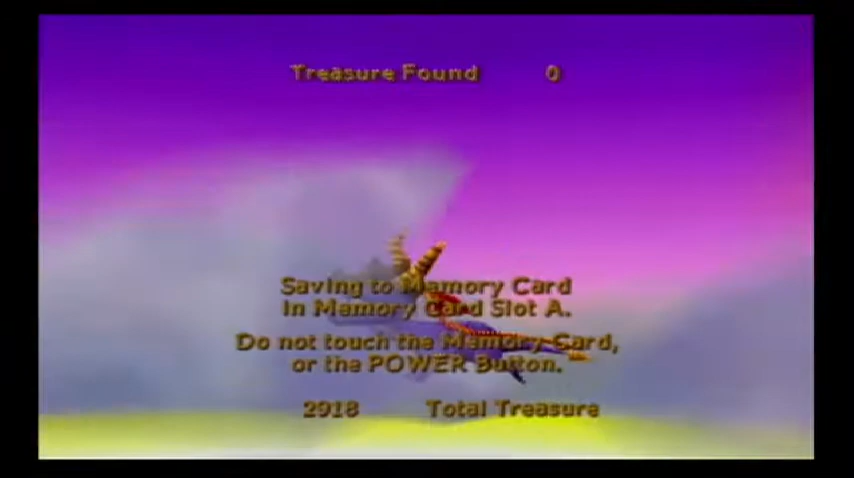 Treasure Found 0
Saving to Memory Card
in Memory Card Slot A.
Do not touch the Memory Card,
or the POWER Button.
2918 Total Treasure